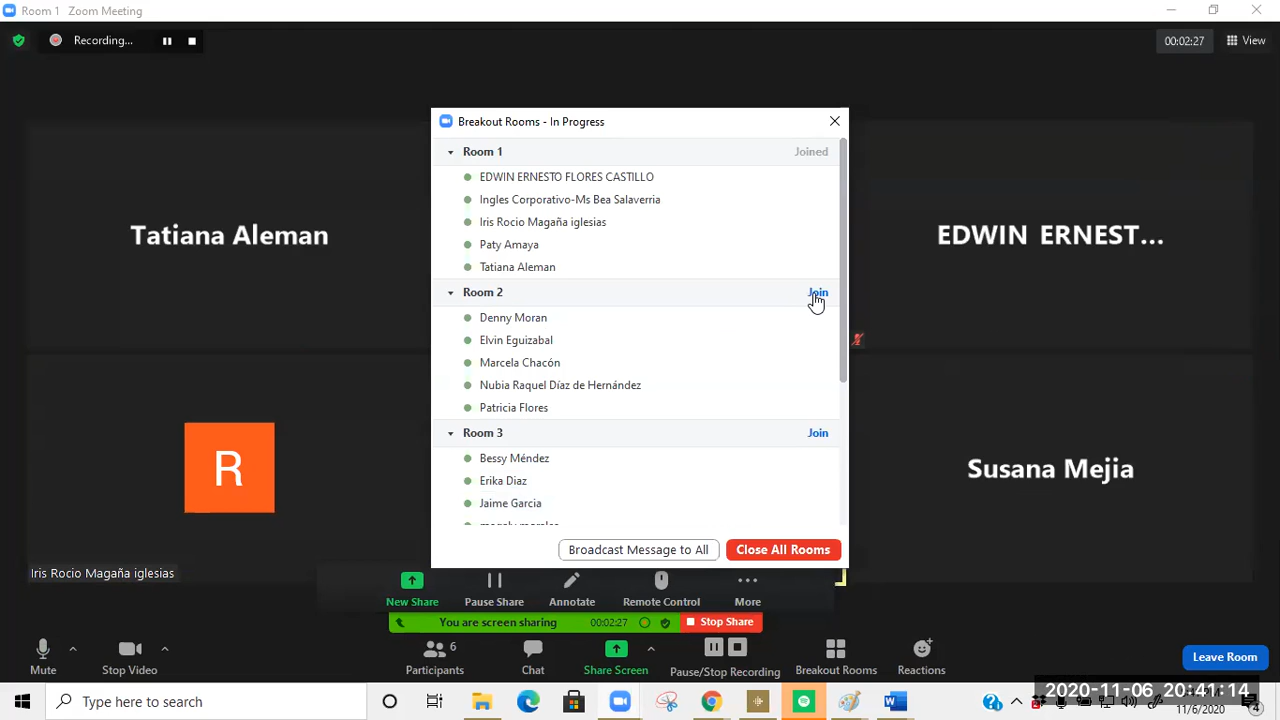 Room 1 Zoom Meeting
Recording...
00:02:27
View
Breakout Rooms - In Progress
Room 1 Joined
EDWIN ERNESTO FLORES CASTILLO
Ingles Corporativo-Ms Bea Salaverria
Iris Rocio Magaña iglesias
Paty Amaya
Tatiana Aleman
Room 2 Join
Denny Moran
Elvin Eguizabal
Marcela Chacón
Nubia Raquel Díaz de Hernández
Patricia Flores
Room 3 Join
Bessy Méndez
Erika Diaz
Jaime Garcia
Broadcast Message to All
Close All Rooms
Tatiana Aleman
EDWIN ERNEST...
R
Susana Mejia
Iris Rocio Magaña iglesias
New Share
Pause Share
Annotate
Remote Control
More
You are screen sharing
00:02:27
Stop Share
Mute
Stop Video
6
Participants
Chat
Share Screen
Pause/Stop Recording
Breakout Rooms
Reactions
Leave Room
Type here to search
2020-11-06 20:41:14
11/6/2020
4